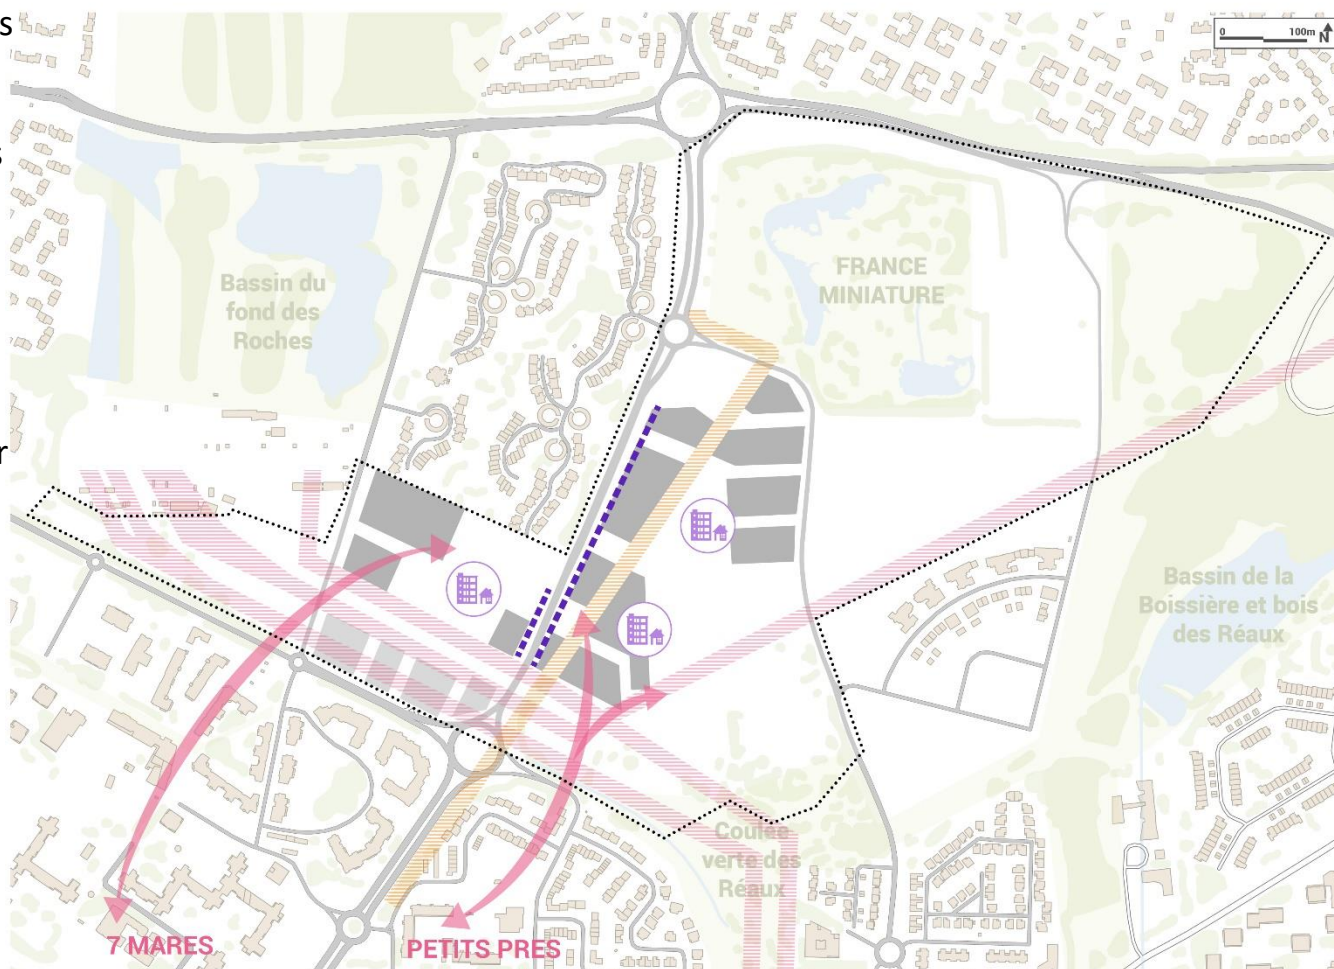 s
0 100m N
s
FRANCE
MINIATURE
Bassin du
fond des
Roches
r
Bassin de la
Boissière et bois
des Réaux
Coulée
verte des
Réaux
7 MARES
PETITS PRES